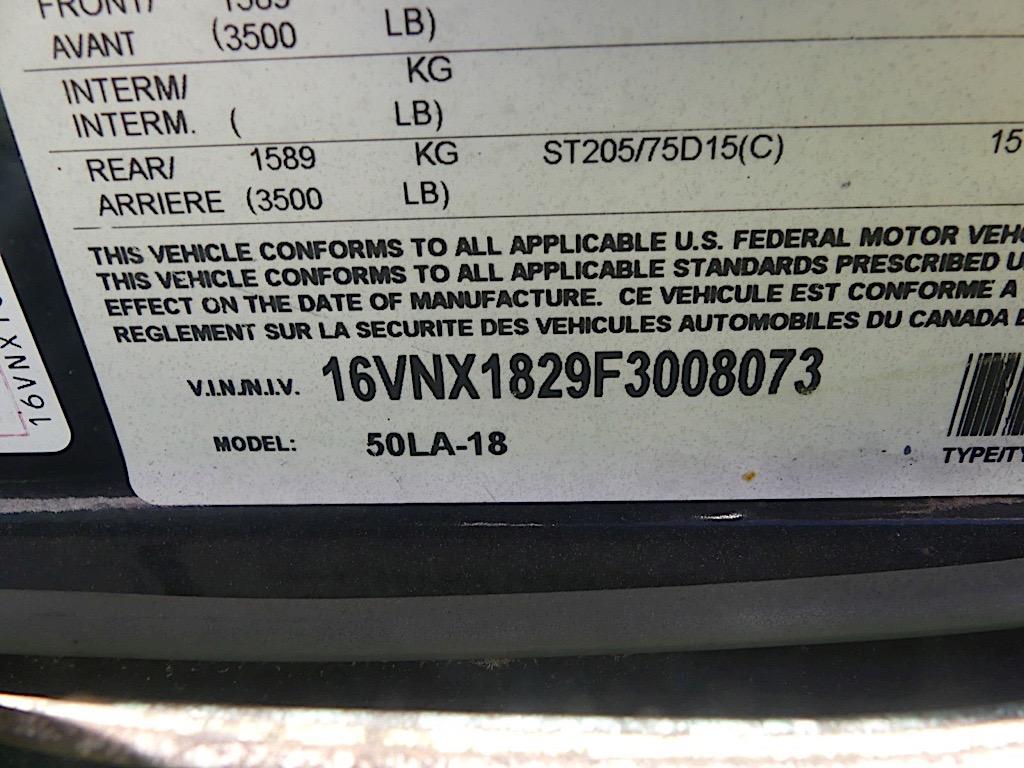 FRONT/ 1589
AVANT (3500 LB)
INTERM/ KG
INTERM. ( LB)
REAR/ 1589 KG ST205/75D15(C) 15
ARRIERE (3500 LB)
THIS VEHICLE CONFORMS TO ALL APPLICABLE U.S. FEDERAL MOTOR VEH
THIS VEHICLE CONFORMS TO ALL APPLICABLE STANDARDS PRESCRIBED U
EFFECT ON THE DATE OF MANUFACTURE. CE VEHICULE EST CONFORME A
REGLEMENT SUR LA SECURITE DES VEHICULES AUTOMOBILES DU CANADA E
V.I.N./N.I.V. 16VNX1829F3008073
MODEL: 50LA-18
TYPE/TY
16VNX1